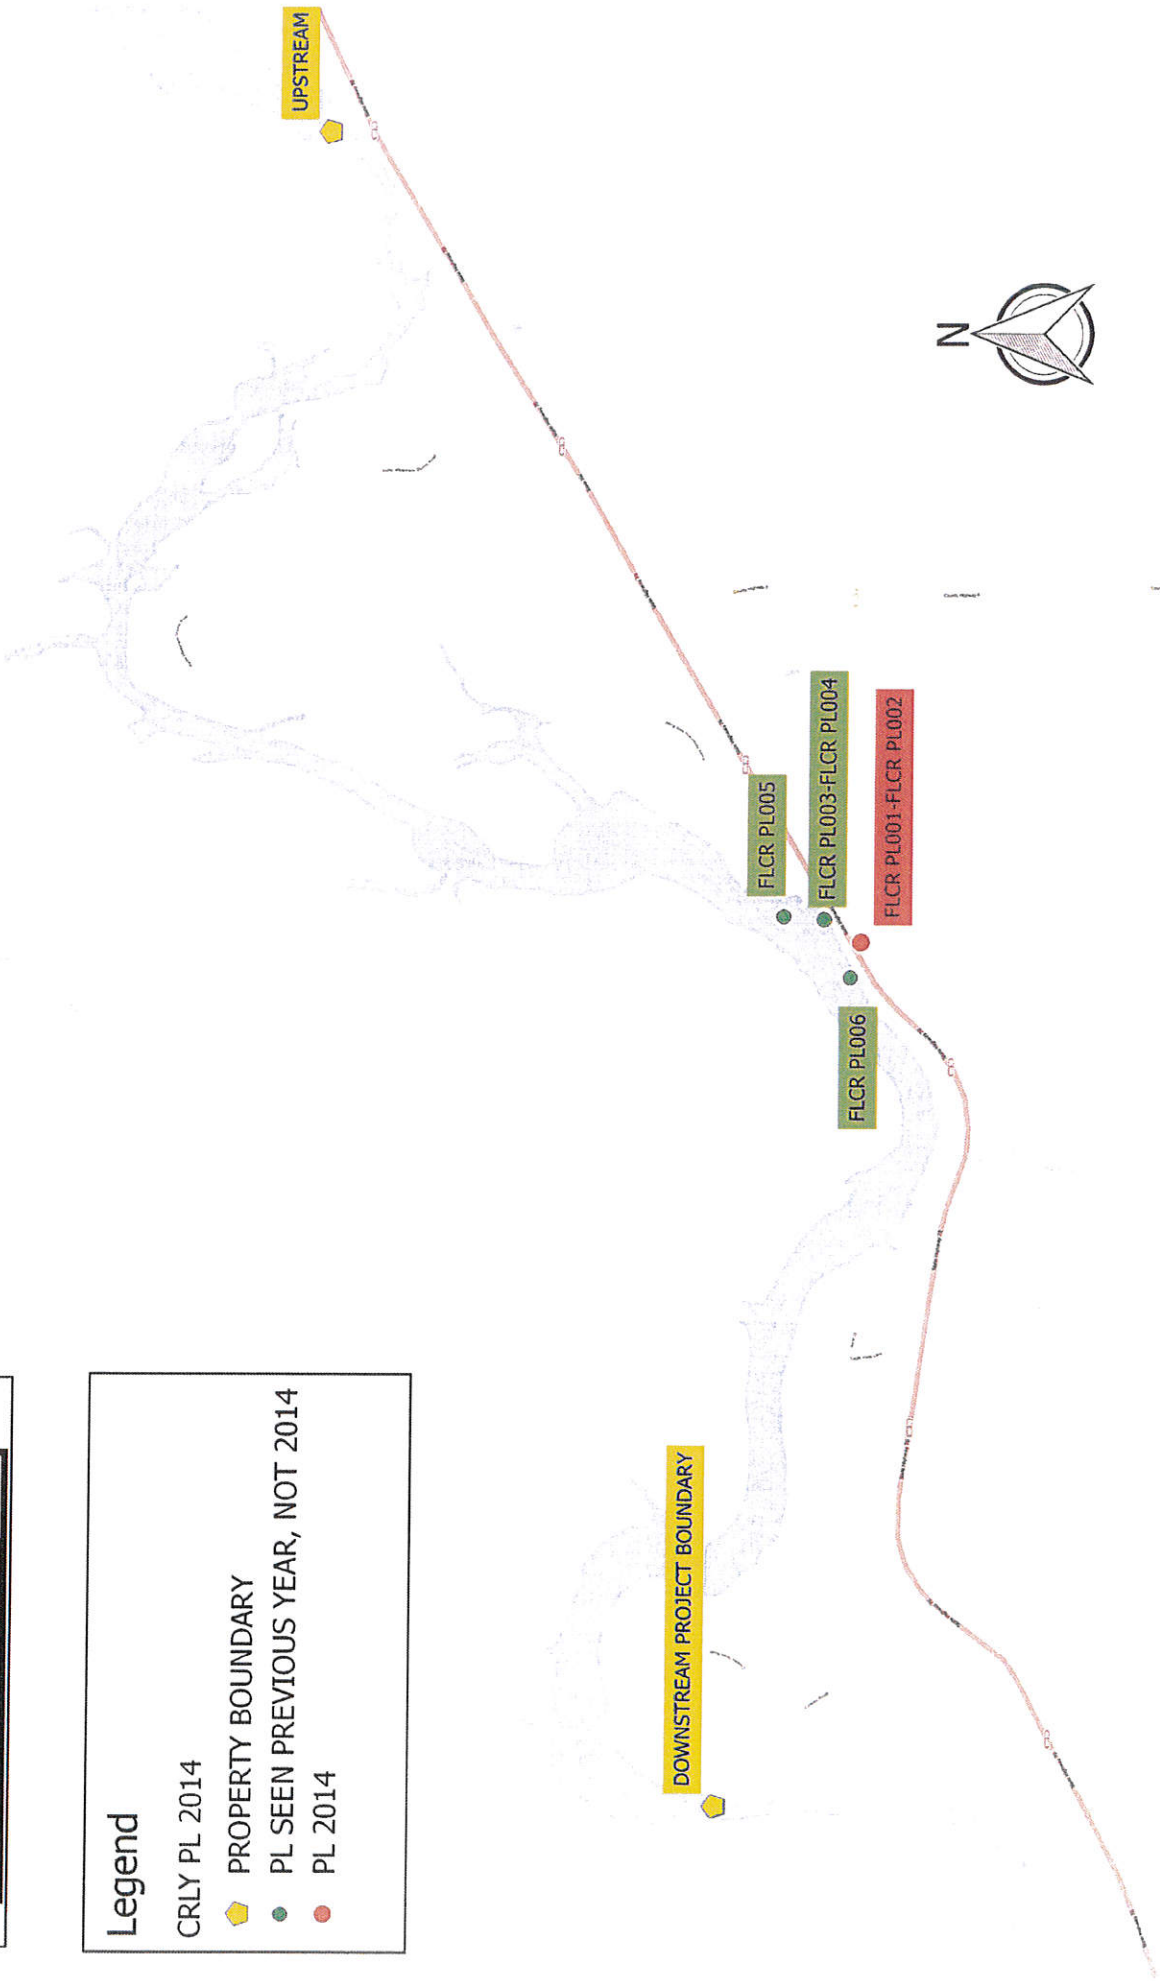 Legend
CRLY PL 2014
PROPERTY BOUNDARY
PL SEEN PREVIOUS YEAR, NOT 2014
PL 2014
UPSTREAM
N
FLCR PL005
FLCR PL003-FLCR PL004
FLCR PL001-FLCR PL002
FLCR PL006
DOWNSTREAM PROJECT BOUNDARY